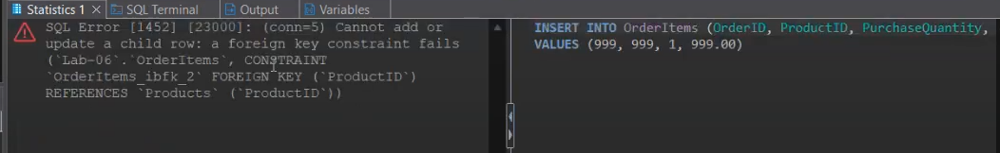 Statistics 1
SQL Terminal
Output
Variables
SQL Error [1452] [23000]: (conn=5) Cannot add or
update a child row: a foreign key constraint fails
(`Lab-06`.`OrderItems`, CONSTRAINT
`OrderItems_ibfk_2` FOREIGN KEY (`ProductID`)
REFERENCES `Products` (`ProductID`))
INSERT INTO OrderItems (OrderID, ProductID, PurchaseQuantity,
VALUES (999, 999, 1, 999.00)